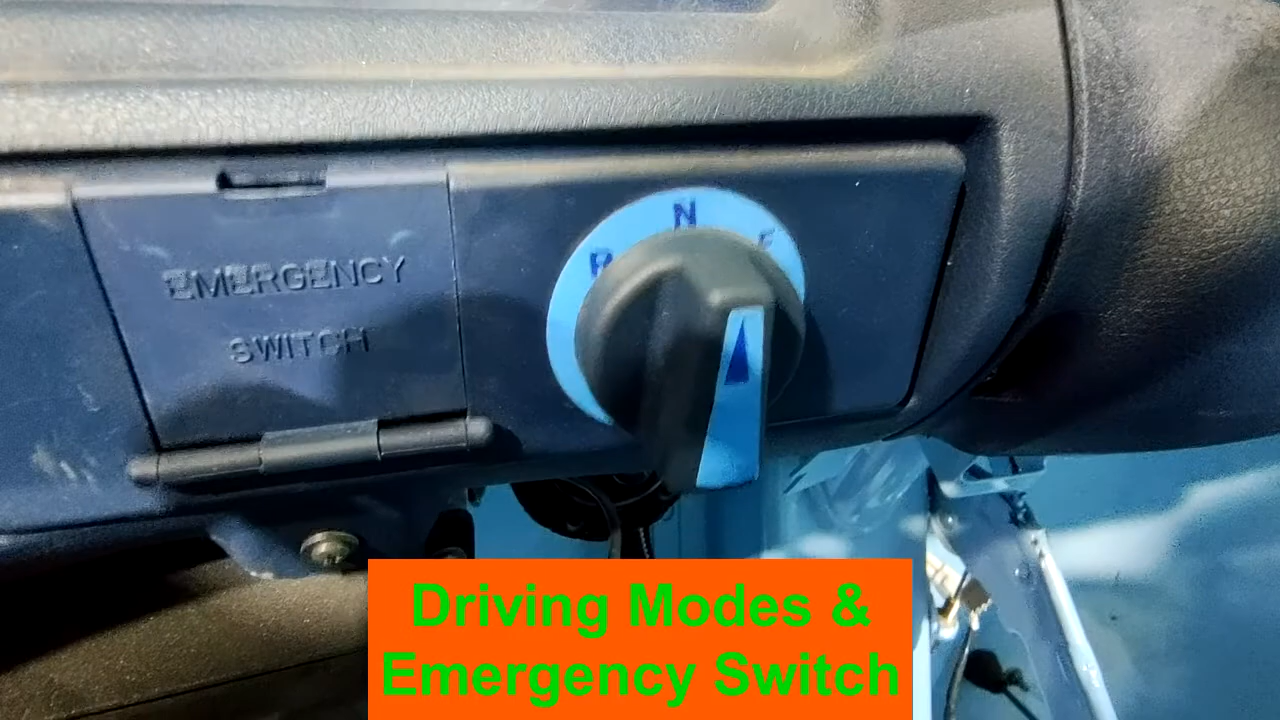 EMERGENCY
SWITCH
R N F
Driving Modes &
Emergency Switch